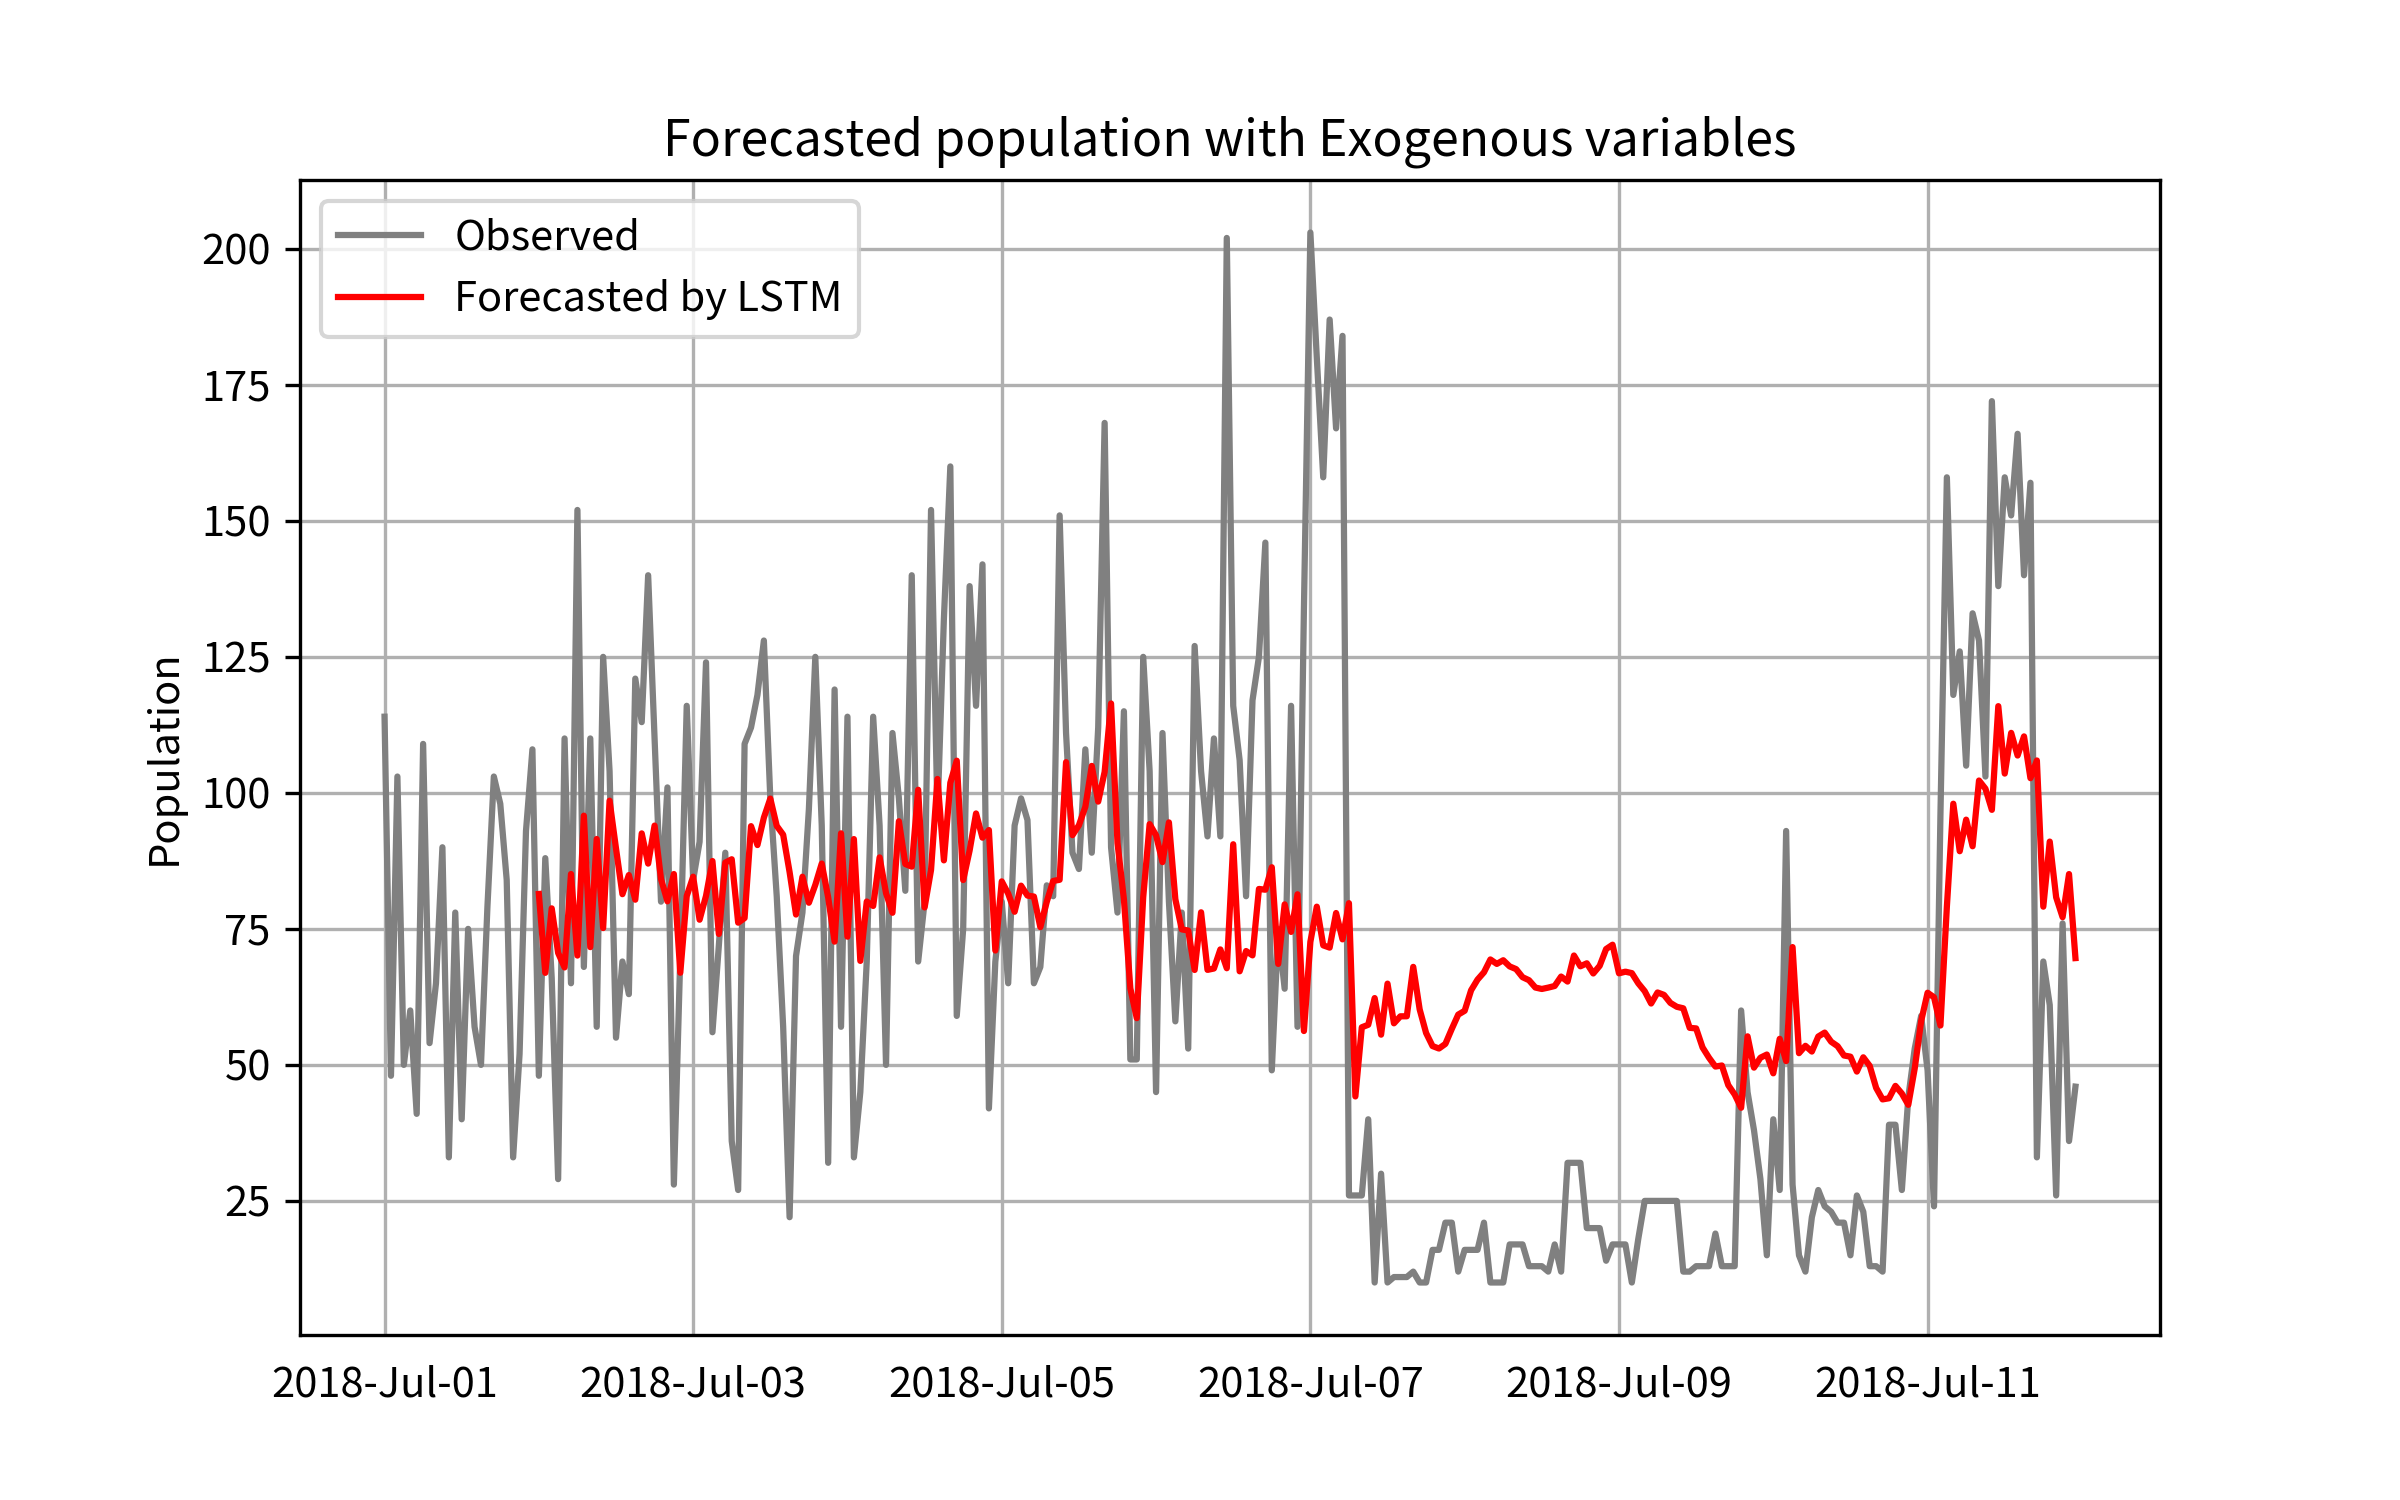 Forecasted population with Exogenous variables
Observed
Forecasted by LSTM
Population
200
175
150
125
100
75
50
25
2018-Jul-01
2018-Jul-03
2018-Jul-05
2018-Jul-07
2018-Jul-09
2018-Jul-11